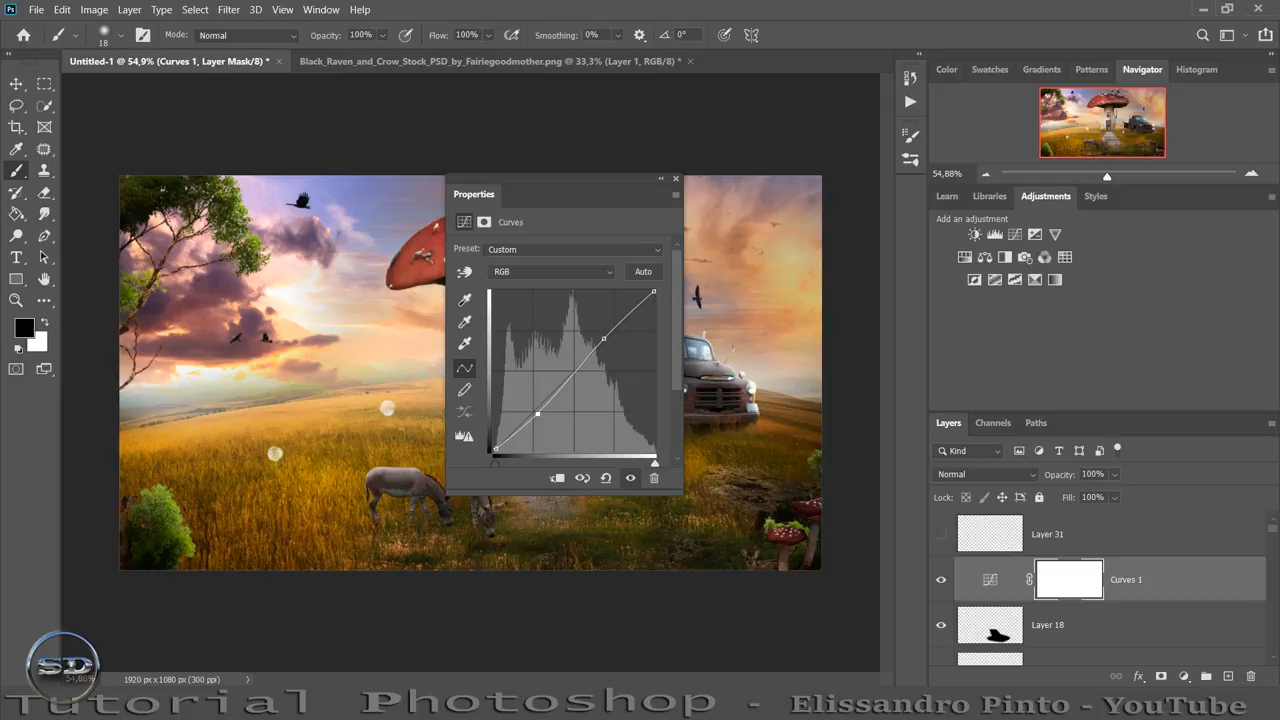 Ps File Edit Image Layer Type Select Filter 3D View Window Help
18 Mode: Normal Opacity: 100% Flow: 100% Smoothing: 0% 0°
Untitled-1 @ 54,9% (Curves 1, Layer Mask/8) * Black_Raven_and_Crow_Stock_PSD_by_Fairiegoodmother.png @ 33,3% (Layer 1, RGB/8) *
Color Swatches Gradients Patterns Navigator Histogram
54,88%
Learn Libraries Adjustments Styles
Add an adjustment
Properties
Curves
Preset: Custom
RGB Auto
Layers Channels Paths
Kind
Normal Opacity: 100%
Lock: Fill: 100%
Layer 31
Curves 1
Layer 18
SD
54,88% 1920 px x 1080 px (300 ppi)
Tutorial Photoshop - Elissandro Pinto - YouTube